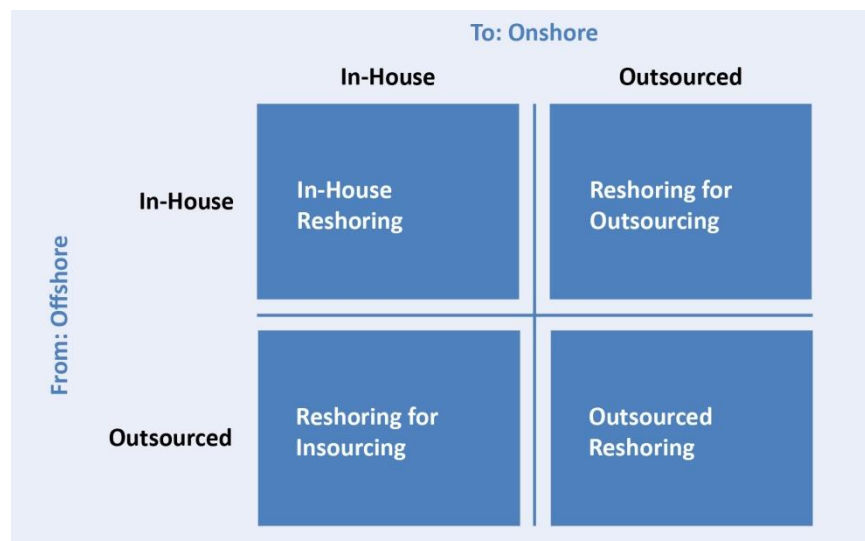 To: Onshore
In-House
Outsourced
From: Offshore
In-House
In-House
Reshoring
Reshoring for
Outsourcing
Outsourced
Reshoring for
Insourcing
Outsourced
Reshoring